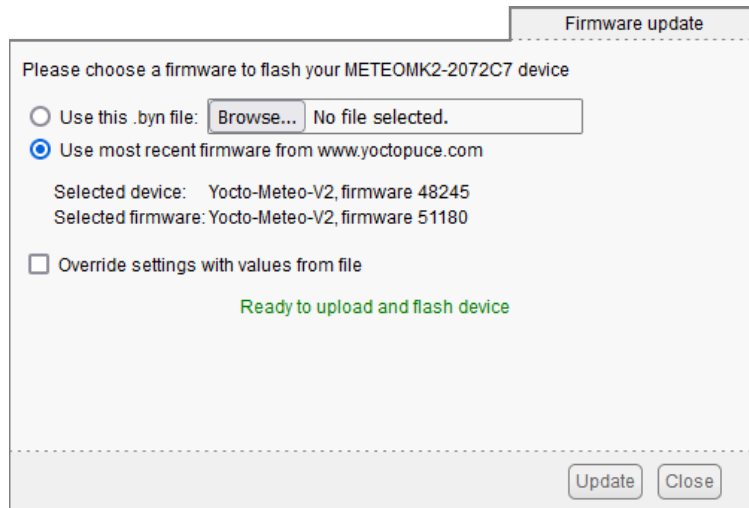 Firmware update
Please choose a firmware to flash your METEOMK2-2072C7 device
Use this .byn file: Browse... No file selected.
Use most recent firmware from www.yoctopuce.com
Selected device: Yocto-Meteo-V2, firmware 48245
Selected firmware: Yocto-Meteo-V2, firmware 51180
Override settings with values from file
Ready to upload and flash device
Update Close